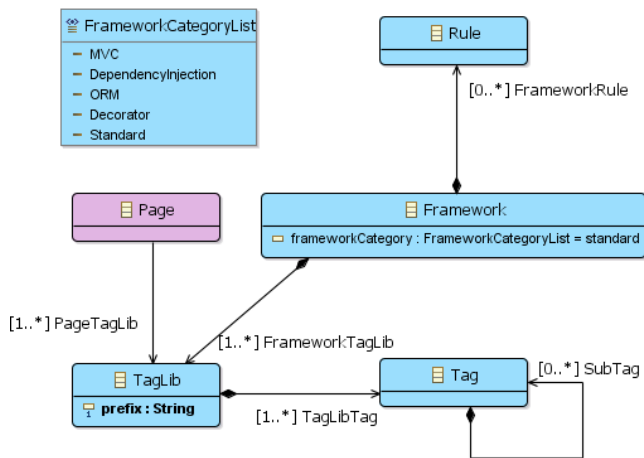 FrameworkCategoryList
MVC
DependencyInjection
ORM
Decorator
Standard
Rule
[0..*] FrameworkRule
Page
Framework
frameworkCategory : FrameworkCategoryList = standard
[1..*] PageTagLib
[1..*] FrameworkTagLib
TagLib
1 prefix : String
[1..*] TagLibTag
Tag
[0..*] SubTag